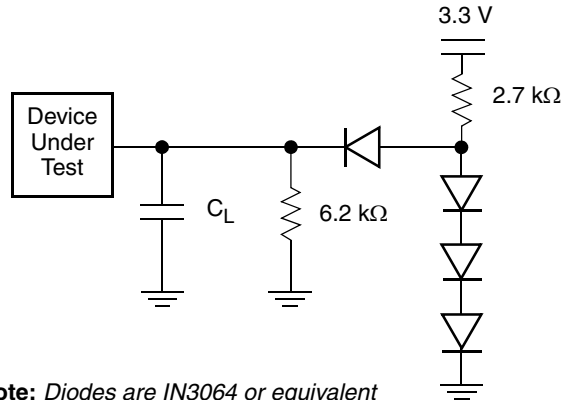 3.3 V
2.7 kΩ
Device
Under
Test
C_L
6.2 kΩ
ote: Diodes are IN3064 or equivalent